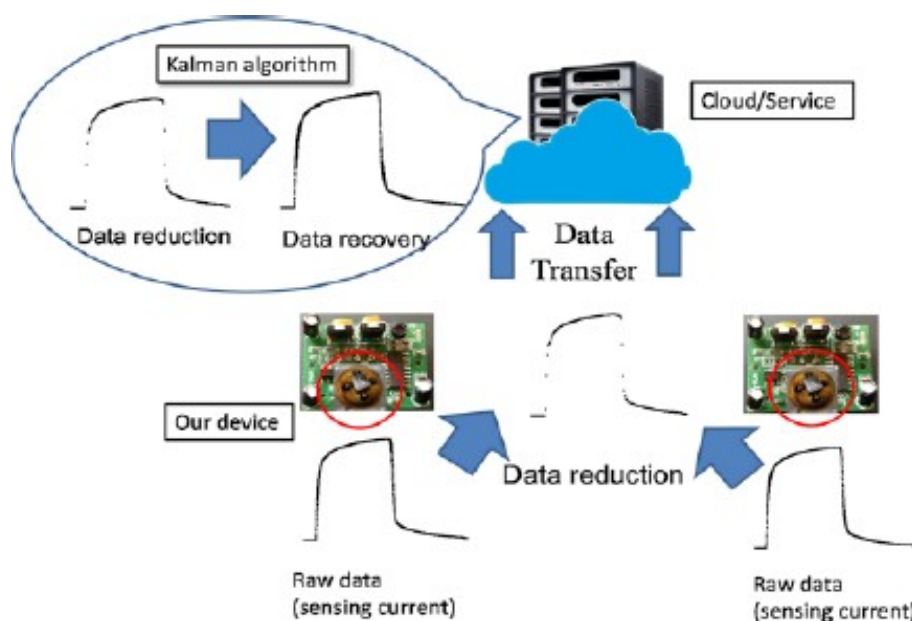 Kalman algorithm
Cloud/Service
Data reduction
Data recovery
Data
Transfer
Our device
Data reduction
Raw data
(sensing current)
Raw data
(sensing current)